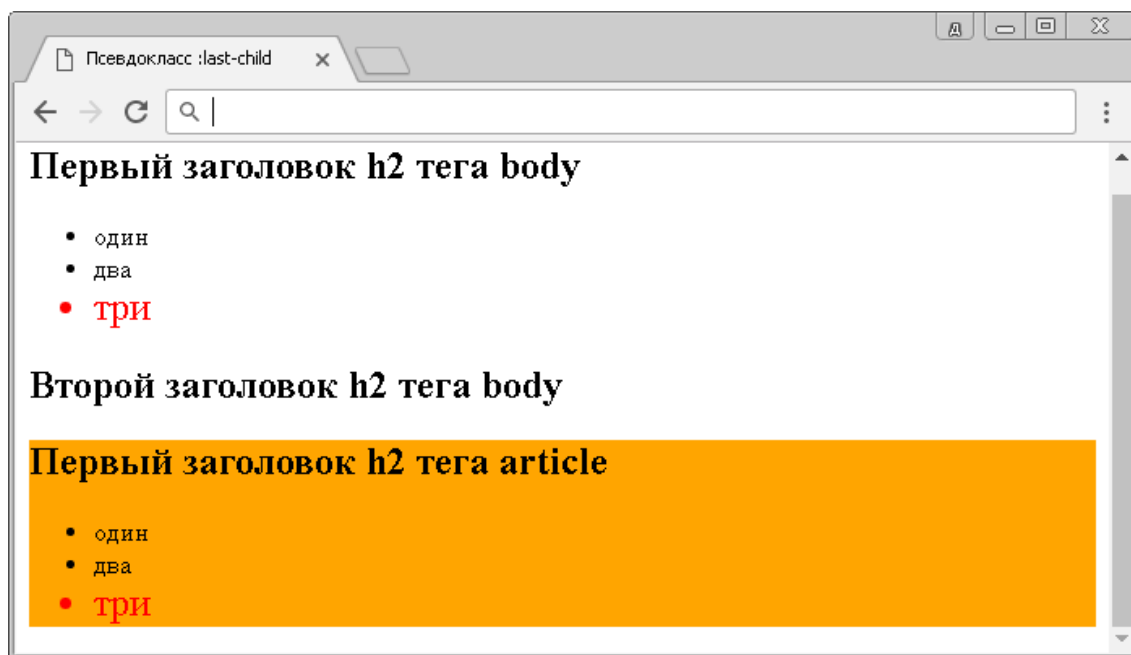 Д
Псевдокласс :last-child
Первый заголовок h2 тега body
один
два
три
Второй заголовок h2 тега body
Первый заголовок h2 тега article
один
два
три